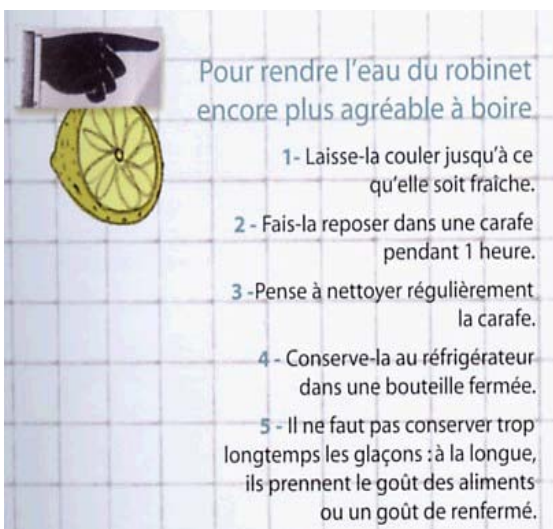 Pour rendre l'eau du robinet
encore plus agréable à boire
1- Laisse-la couler jusqu'à ce
qu'elle soit fraîche.
2 - Fais-la reposer dans une carafe
pendant 1 heure.
3 -Pense à nettoyer régulièrement
la carafe.
4 - Conserve-la au réfrigérateur
dans une bouteille fermée.
5 - Il ne faut pas conserver trop
longtemps les glaçons : à la longue,
ils prennent le goût des aliments
ou un goût de renfermé.